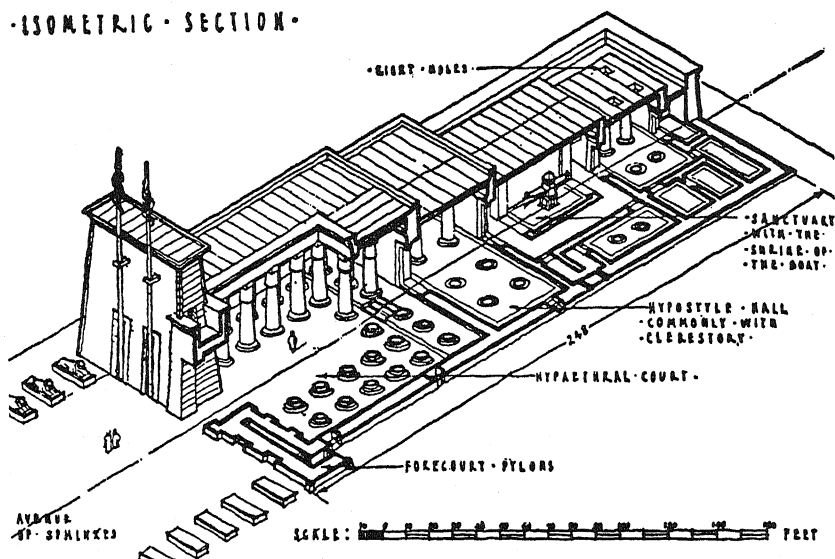 ·ISOMETRIC · SECTION·
·LIGHT · HOLES·
·SANCTUARY
·WITH · THE·
·SHRINE · OF·
·THE · BOAT·
HYPOSTYLE · HALL
·COMMONLY · WITH
·CLERESTORY·
248
HYPAETHRAL · COURT·
FORECOURT · PYLONS
AVENUE
OF · SPHINXES
SCALE: FEET